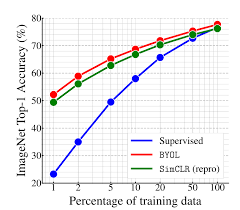 ImageNet Top-1 Accuracy (%)
80
70
60
50
40
30
20
Supervised
BYOL
SimCLR (repro)
1 2 5 10 20 50 100
Percentage of training data